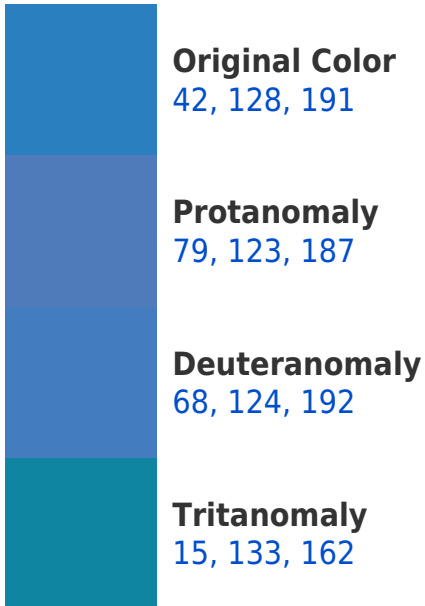 Original Color
42, 128, 191
Protanomaly
79, 123, 187
Deuteranomaly
68, 124, 192
Tritanomaly
15, 133, 162